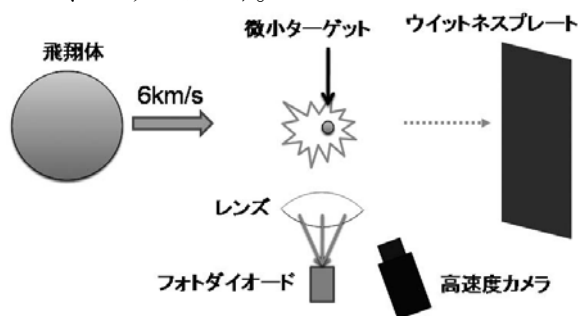 微小ターゲット
ウイットネスプレート
飛翔体
6km/s
レンズ
フォトダイオード
高速度カメラ